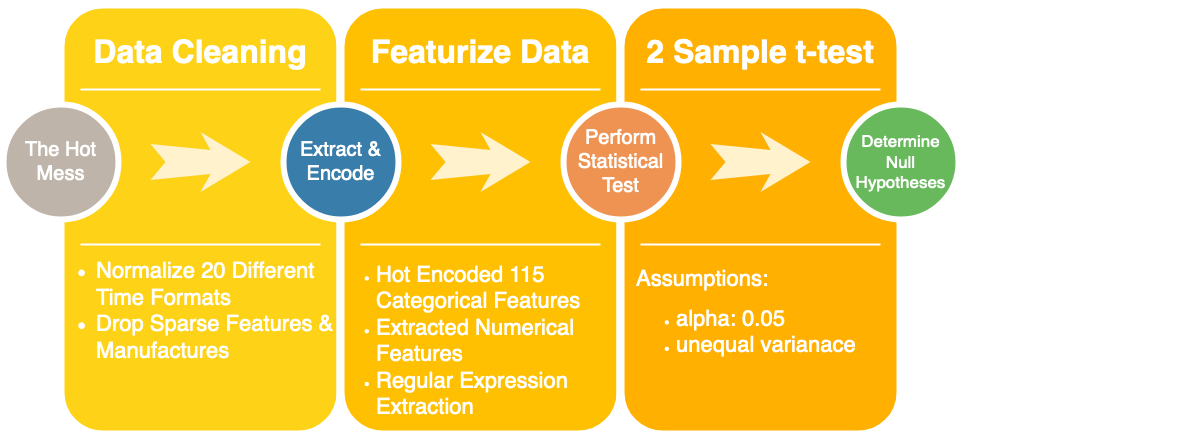 Data Cleaning
Featurize Data
2 Sample t-test
The Hot
Mess
Extract &
Encode
Perform
Statistical
Test
Determine
Null
Hypotheses
• Normalize 20 Different
Time Formats
• Drop Sparse Features &
Manufactures
• Hot Encoded 115
Categorical Features
• Extracted Numerical
Features
• Regular Expression
Extraction
Assumptions:
• alpha: 0.05
• unequal varianace